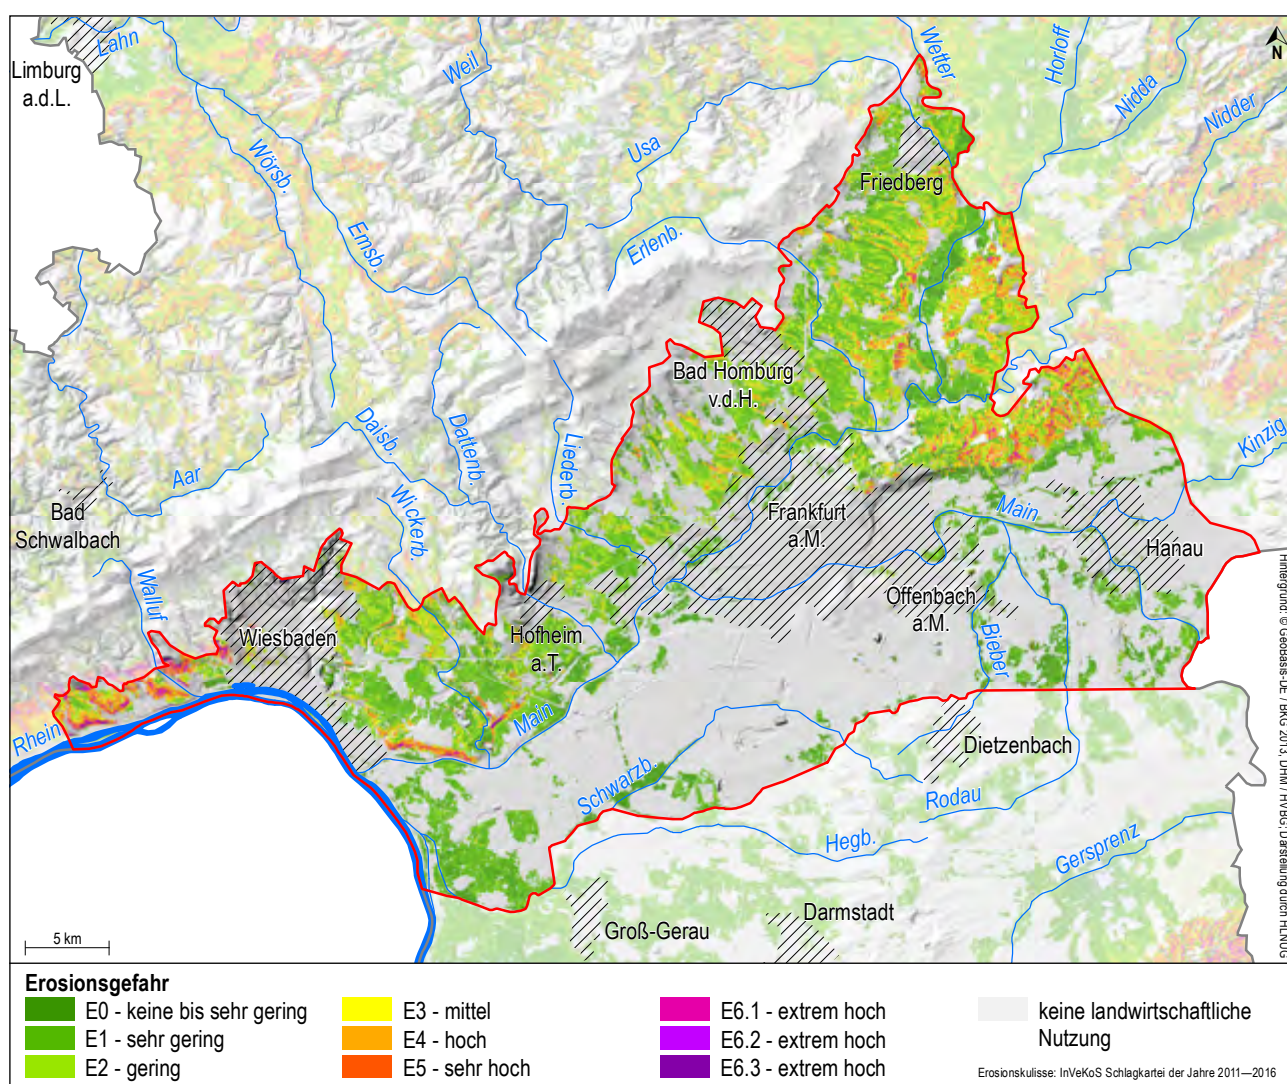 Lahn
Limburg
a.d.L.
Weil
Wetter
Horloff
Nidda
Nidder
N
Wörsb.
Usa
Friedberg
Emsb.
Erlenb.
Bad Homburg
v.d.H.
Daisb.
Dattenb.
Liederb.
Kinzig
Aar
Bad
Schwalbach
Wickerb.
Frankfurt
a.M.
Main
Hanau
Walluf
Wiesbaden
Hofheim
a.T.
Offenbach
a.M.
Bieber
Main
Rhein
Dietzenbach
Schwarzb.
Rodau
Hegb.
Gersprenz
Darmstadt
Groß-Gerau
5 km
Hintergrund: © GeoBasis-DE / BKG 2013, DHM / HVBG: Darstellung durch HLNUG
Erosionsgefahr
E0 - keine bis sehr gering
E1 - sehr gering
E2 – gering
E3 - mittel
E4 - hoch
E5 - sehr hoch
E6.1 - extrem hoch
E6.2 - extrem hoch
E6.3 - extrem hoch
keine landwirtschaftliche
Nutzung
Erosionskulisse: InVeKoS Schlagkartei der Jahre 2011—2016